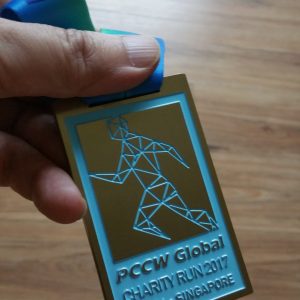 PCCW Global
CHARITY RUN 2017
SINGAPORE